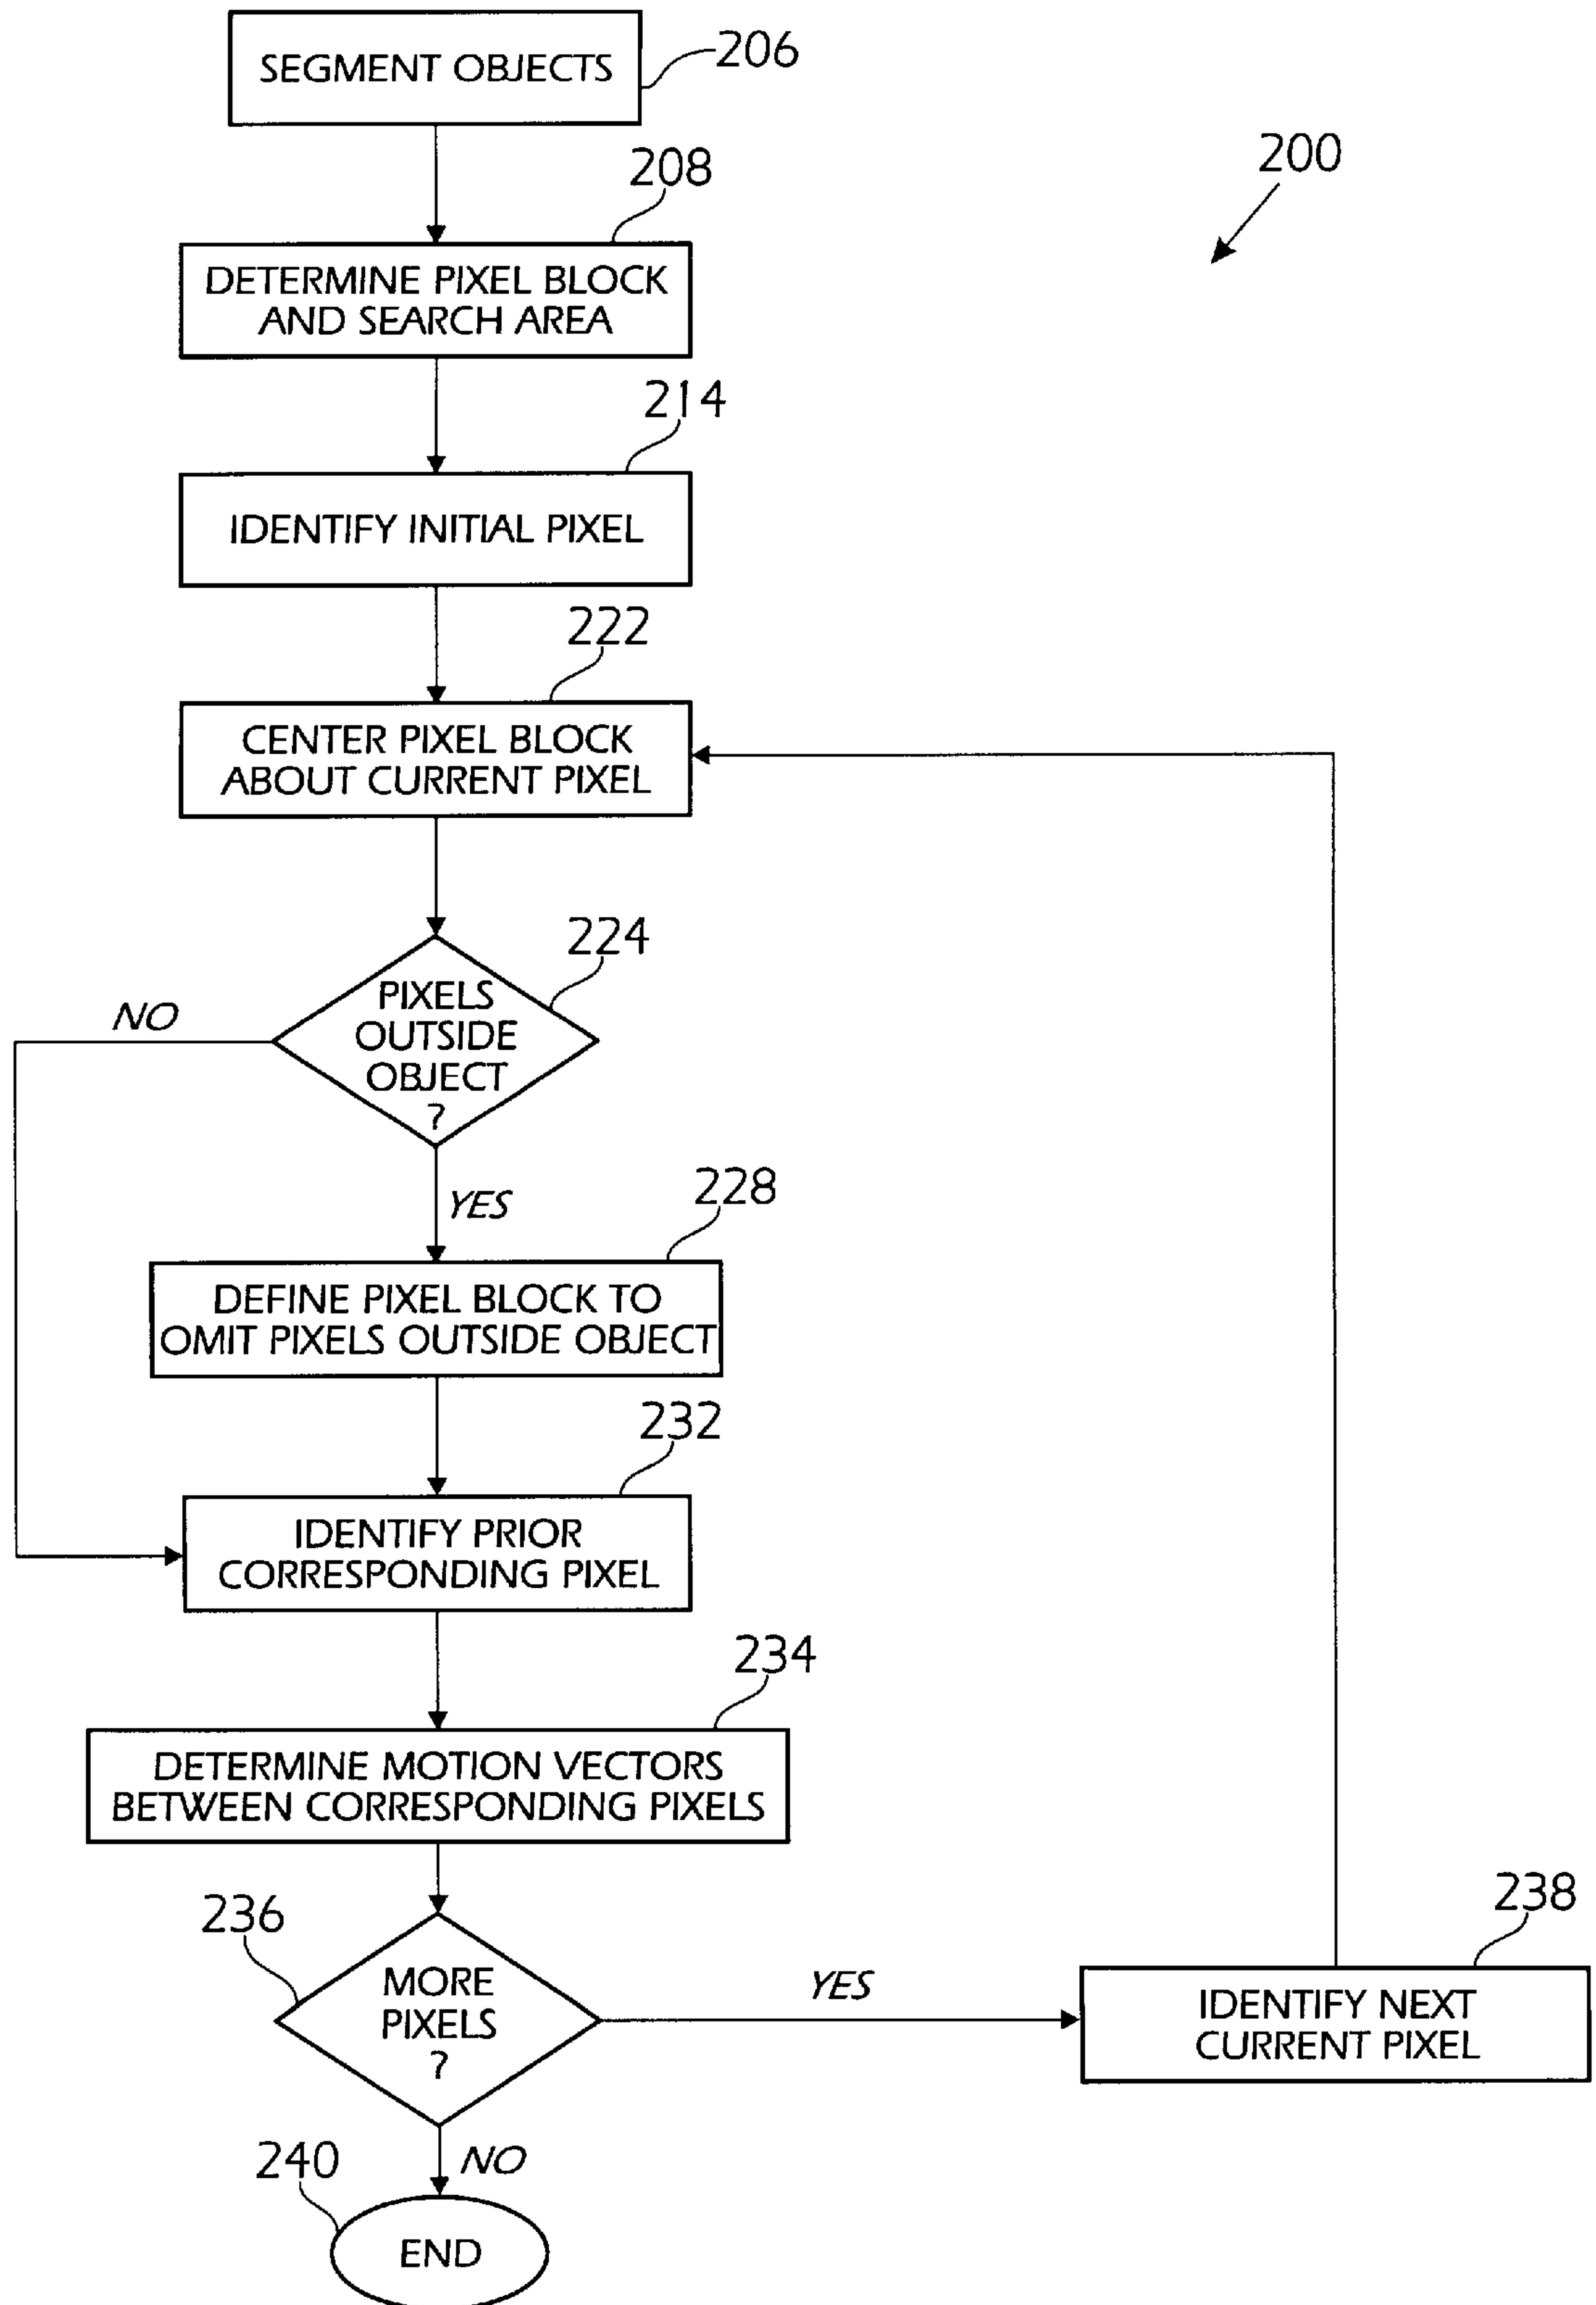 SEGMENT OBJECTS
206
200
208
DETERMINE PIXEL BLOCK
AND SEARCH AREA
214
IDENTIFY INITIAL PIXEL
222
CENTER PIXEL BLOCK
ABOUT CURRENT PIXEL
224
PIXELS
OUTSIDE
OBJECT
?
NO
YES
228
DEFINE PIXEL BLOCK TO
OMIT PIXELS OUTSIDE OBJECT
232
IDENTIFY PRIOR
CORRESPONDING PIXEL
234
DETERMINE MOTION VECTORS
BETWEEN CORRESPONDING PIXELS
236
MORE
PIXELS
?
YES
238
IDENTIFY NEXT
CURRENT PIXEL
NO
240
END